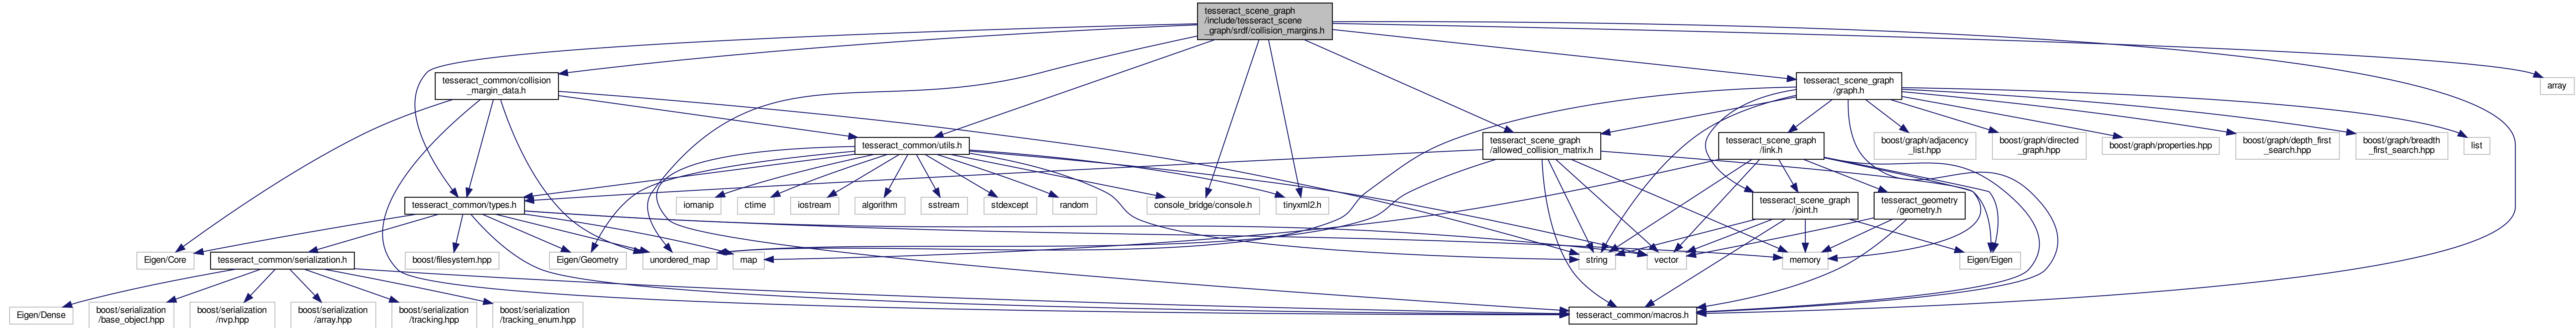 tesseract_scene_graph
/include/tesseract_scene
_graph/srdf/collision_margins.h
tesseract_common/collision
_margin_data.h
tesseract_scene_graph
/graph.h
array
tesseract_common/utils.h
tesseract_scene_graph
/allowed_collision_matrix.h
tesseract_scene_graph
/link.h
boost/graph/adjacency
_list.hpp
boost/graph/directed
_graph.hpp
boost/graph/properties.hpp
boost/graph/depth_first
_search.hpp
boost/graph/breadth
_first_search.hpp
list
tesseract_common/types.h
iomanip
ctime
iostream
algorithm
sstream
stdexcept
random
console_bridge/console.h
tinyxml2.h
tesseract_scene_graph
/joint.h
tesseract_geometry
/geometry.h
Eigen/Core
tesseract_common/serialization.h
boost/filesystem.hpp
Eigen/Geometry
unordered_map
map
string
vector
memory
Eigen/Eigen
Eigen/Dense
boost/serialization
/base_object.hpp
boost/serialization
/nvp.hpp
boost/serialization
/array.hpp
boost/serialization
/tracking.hpp
boost/serialization
/tracking_enum.hpp
tesseract_common/macros.h